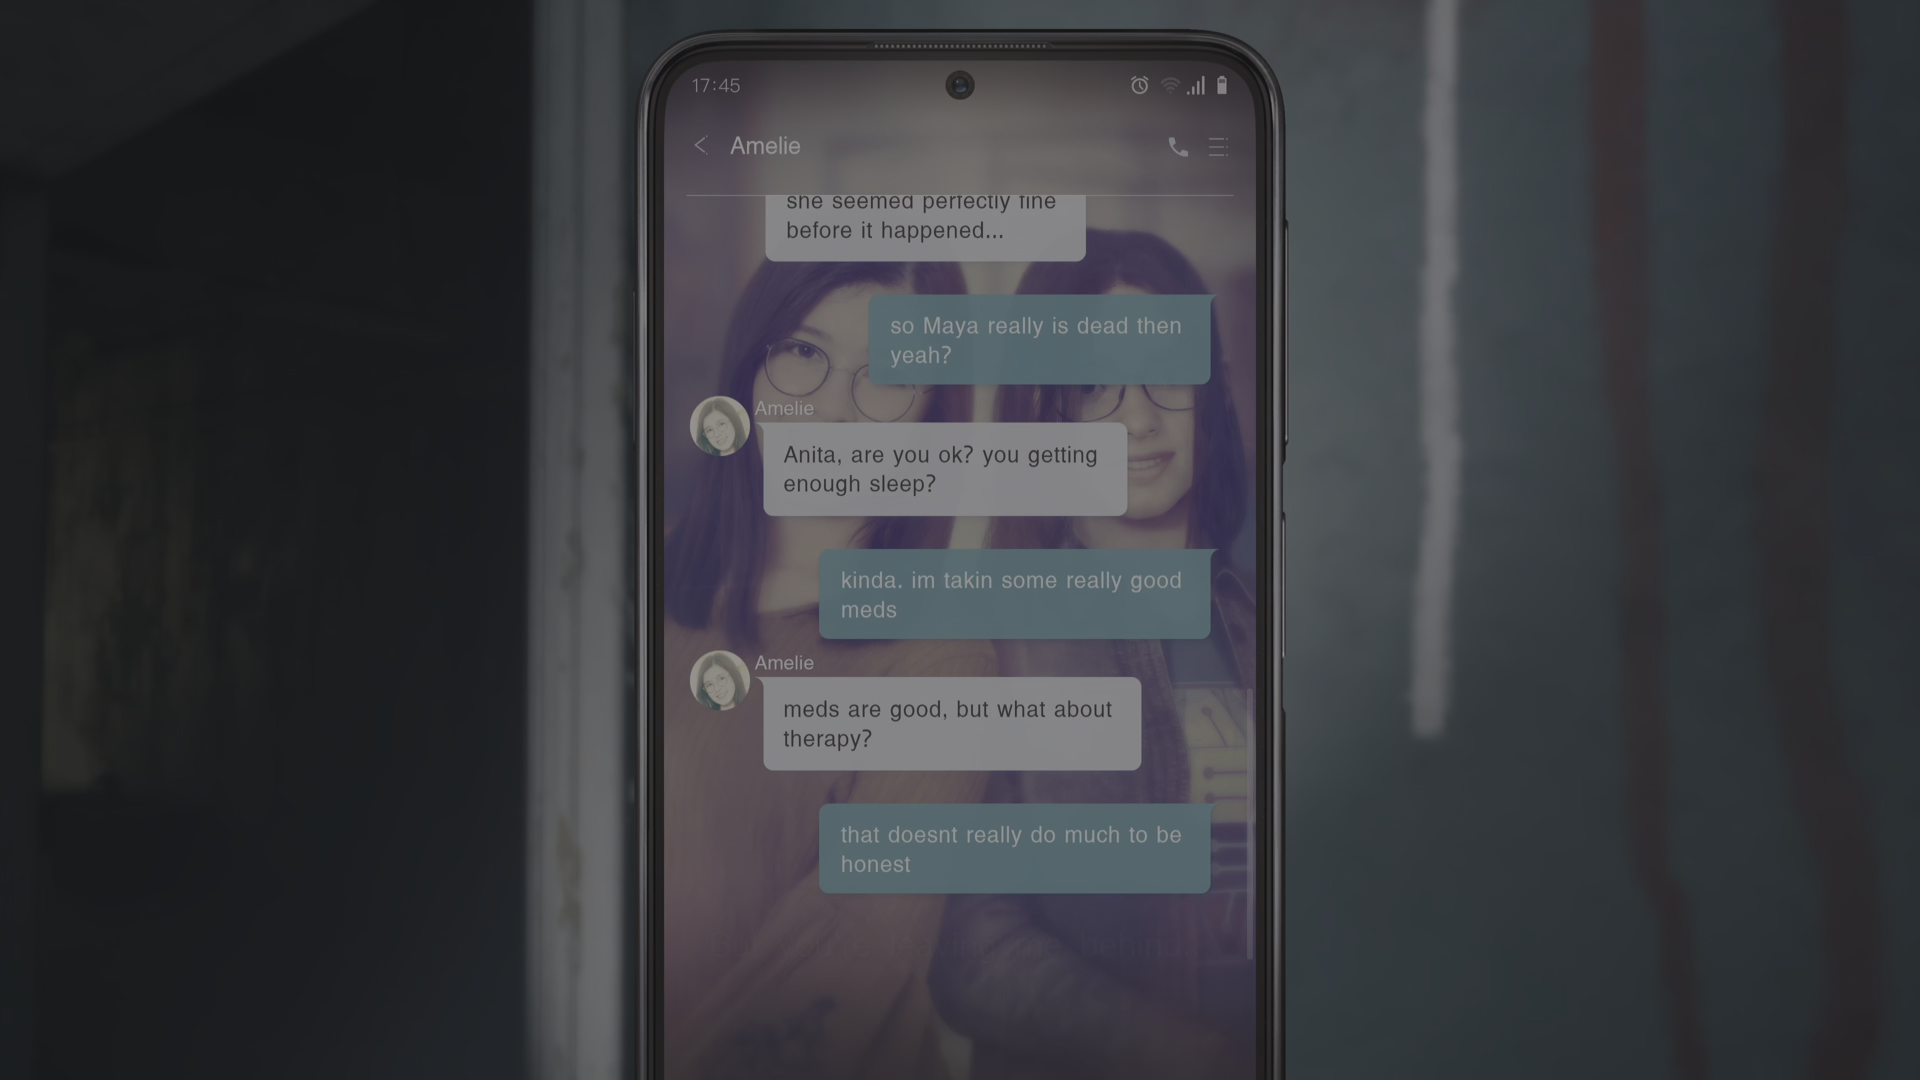 17:45
Amelie
she seemed perfectly fine
before it happened...
so Maya really is dead then
yeah?
Amelie
Anita, are you ok? you getting
enough sleep?
kinda. im takin some really good
meds
Amelie
meds are good, but what about
therapy?
that doesnt really do much to be
honest